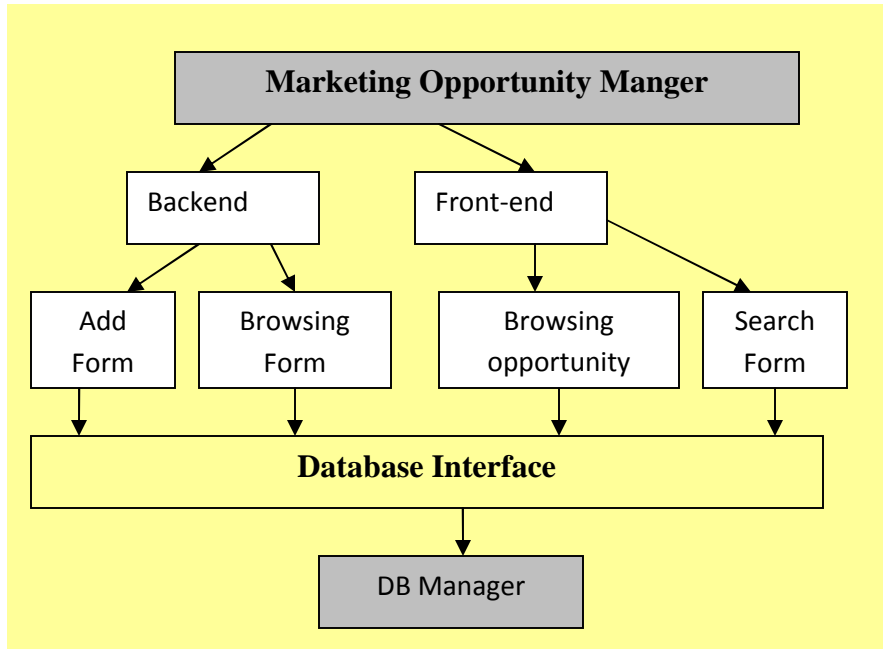 Marketing Opportunity Manger
Backend
Front-end
Add
Form
Browsing
Form
Browsing
opportunity
Search
Form
Database Interface
DB Manager